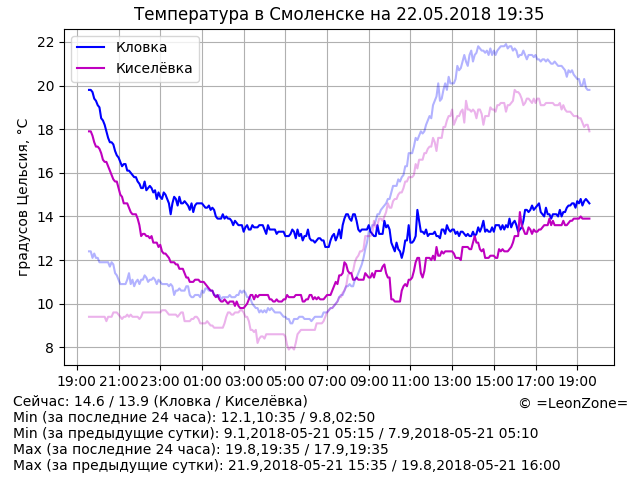 Температура в Смоленске на 22.05.2018 19:35
Кловка
Киселёвка
градусов Цельсия, °C
22
20
18
16
14
12
10
8
19:00 21:00 23:00 01:00 03:00 05:00 07:00 09:00 11:00 13:00 15:00 17:00 19:00
Сейчас: 14.6 / 13.9 (Кловка / Киселёвка)
© =LeonZone=
Min (за последние 24 часа): 12.1,10:35 / 9.8,02:50
Min (за предыдущие сутки): 9.1,2018-05-21 05:15 / 7.9,2018-05-21 05:10
Max (за последние 24 часа): 19.8,19:35 / 17.9,19:35
Max (за предыдущие сутки): 21.9,2018-05-21 15:35 / 19.8,2018-05-21 16:00